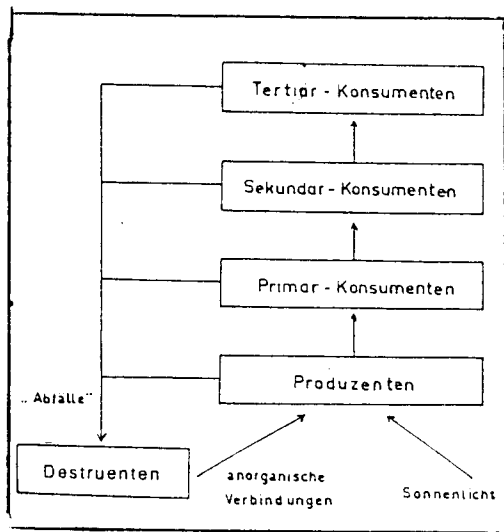 Tertiar - Konsumenten
Sekundar - Konsumenten
Primar - Konsumenten
Produzenten
„Abfälle"
Destruenten
anorganische
Verbindungen
Sonnenlicht